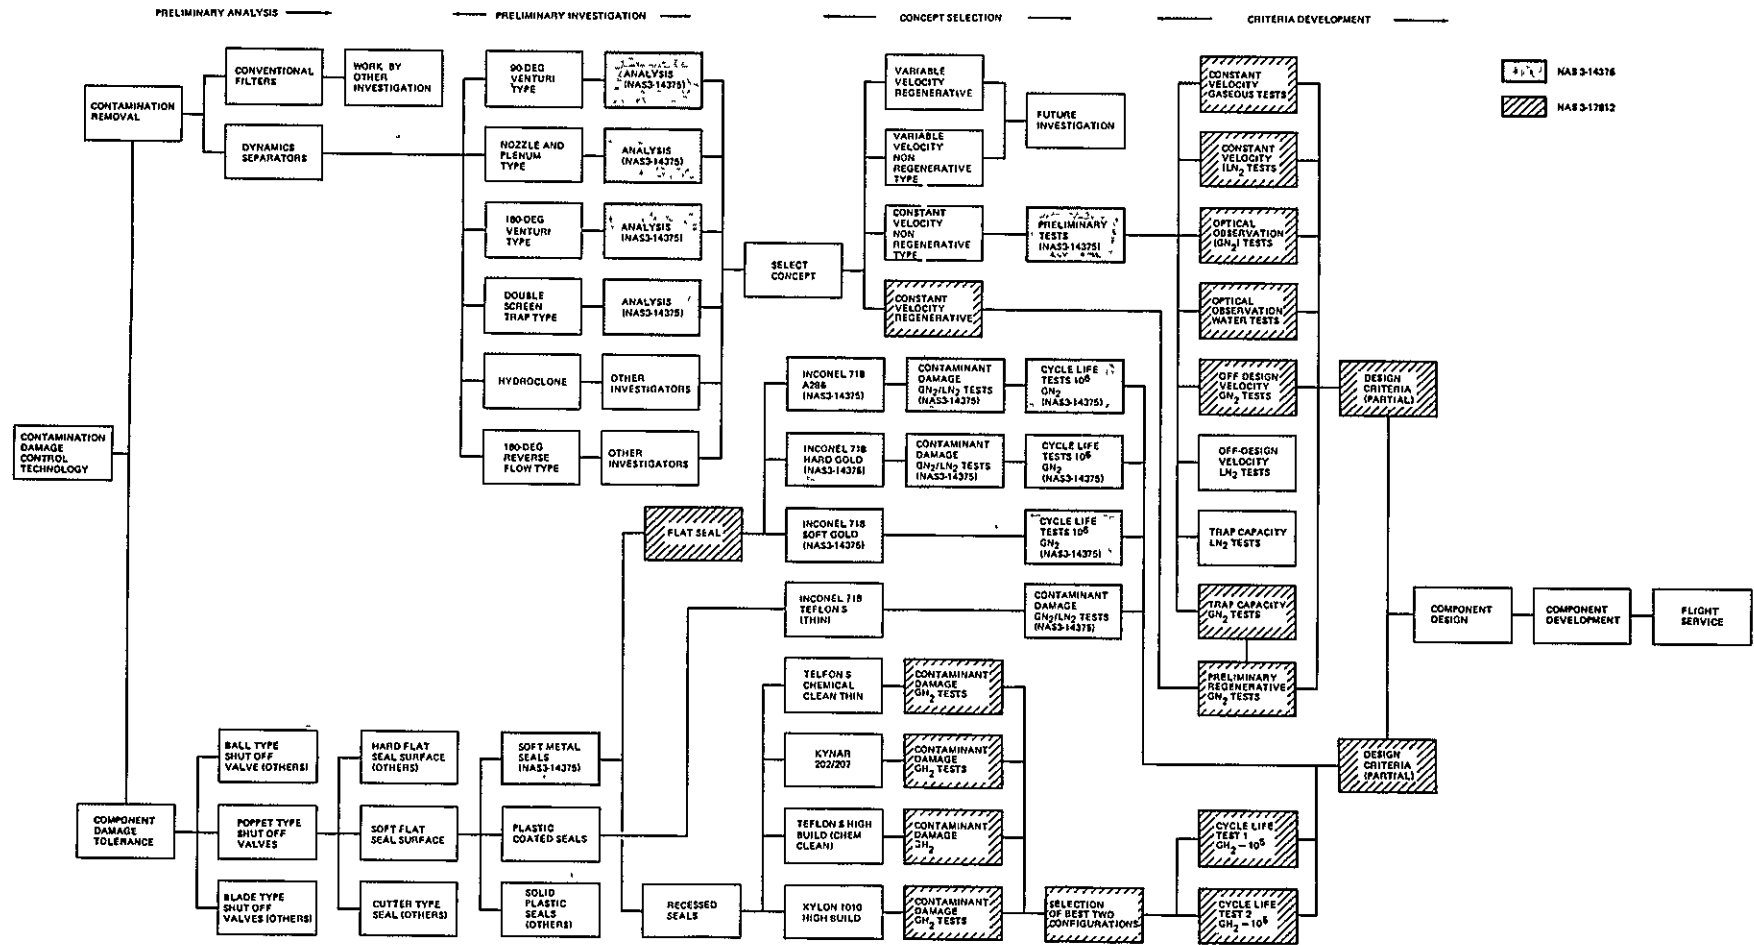 PRELIMINARY ANALYSIS
PRELIMINARY INVESTIGATION
CONCEPT SELECTION
CRITERIA DEVELOPMENT
NAS 3-14375
NAS 3-17812
CONTAMINATION
DAMAGE
CONTROL
TECHNOLOGY
CONTAMINATION
REMOVAL
CONVENTIONAL
FILTERS
WORK BY
OTHER
INVESTIGATION
DYNAMICS
SEPARATORS
90-DEG
VENTURI
TYPE
ANALYSIS
(NAS3-14375)
NOZZLE AND
PLENUM
TYPE
ANALYSIS
(NAS3-14375)
180-DEG
VENTURI
TYPE
ANALYSIS
(NAS3-14375)
DOUBLE
SCREEN
TRAP TYPE
ANALYSIS
(NAS3-14375)
HYDROCLONE
OTHER
INVESTIGATORS
180-DEG
REVERSE
FLOW TYPE
OTHER
INVESTIGATORS
SELECT
CONCEPT
VARIABLE
VELOCITY
REGENERATIVE
VARIABLE
VELOCITY
NON
REGENERATIVE
TYPE
FUTURE
INVESTIGATION
CONSTANT
VELOCITY
NON
REGENERATIVE
TYPE
PRELIMINARY
TESTS
(NAS3-14375)
CONSTANT
VELOCITY
REGENERATIVE
CONSTANT
VELOCITY
GASEOUS TESTS
CONSTANT
VELOCITY
(LN2 TESTS
OPTICAL
OBSERVATION
(GN2) TESTS
OPTICAL
OBSERVATION
WATER TESTS
OFF DESIGN
VELOCITY
GN2 TESTS
OFF-DESIGN
VELOCITY
LN2 TESTS
TRAP CAPACITY
LN2 TESTS
TRAP CAPACITY
GN2 TESTS
PRELIMINARY
REGENERATIVE
GN2 TESTS
DESIGN
CRITERIA
(PARTIAL)
FLAT SEAL
INCONEL 718
A286
(NAS3-14375)
CONTAMINANT
DAMAGE
GN2/LN2 TESTS
(NAS3-14375)
CYCLE LIFE
TESTS 10⁵
GN2
(NAS3-14375)
INCONEL 718
HARD GOLD
(NAS3-14375)
CONTAMINANT
DAMAGE
GN2/LN2 TESTS
(NAS3-14375)
CYCLE LIFE
TESTS 10⁵
GN2
(NAS3-14375)
INCONEL 718
SOFT GOLD
(NAS3-14375)
CYCLE LIFE
TESTS 10⁵
GN2
(NAS3-14375)
INCONEL 718
TEFLON S
(THIN)
CONTAMINANT
DAMAGE
GN2/LN2 TESTS
(NAS3-14375)
TELFON S
CHEMICAL
CLEAN THIN
CONTAMINANT
DAMAGE
GH2 TESTS
KYNAR
202/207
CONTAMINANT
DAMAGE
GH2 TESTS
TEFLON S HIGH
BUILD (CHEM
CLEAN)
CONTAMINANT
DAMAGE
GH2
XYLON 1010
HIGH BUILD
CONTAMINANT
DAMAGE
GH2 TESTS
SELECTION
OF BEST TWO
CONFIGURATIONS
CYCLE LIFE
TEST 1
GH2 – 10⁵
CYCLE LIFE
TEST 2
GH2 – 10⁵
DESIGN
CRITERIA
(PARTIAL)
COMPONENT
DESIGN
COMPONENT
DEVELOPMENT
FLIGHT
SERVICE
COMPONENT
DAMAGE
TOLERANCE
BALL TYPE
SHUT OFF
VALVE (OTHERS)
POPPET TYPE
SHUT OFF
VALVES
BLADE TYPE
SHUT OFF
VALVES (OTHERS)
HARD FLAT
SEAL SURFACE
(OTHERS)
SOFT FLAT
SEAL SURFACE
CUTTER TYPE
SEAL (OTHERS)
SOFT METAL
SEALS
(NAS3-14375)
PLASTIC
COATED SEALS
SOLID
PLASTIC
SEALS
(OTHERS)
RECESSED
SEALS